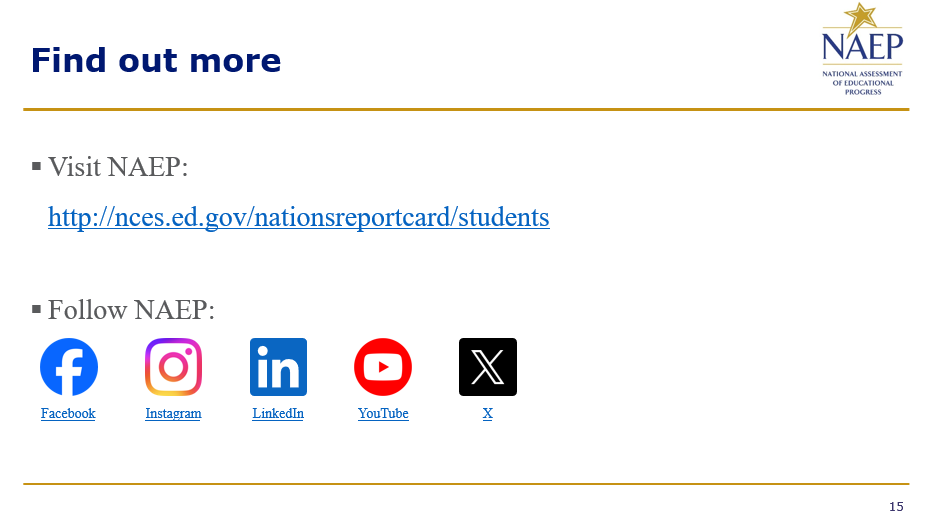 Find out more
NAEP
NATIONAL ASSESSMENT
OF EDUCATIONAL
PROGRESS
Visit NAEP:
http://nces.ed.gov/nationsreportcard/students
Follow NAEP:
Facebook
Instagram
LinkedIn
YouTube
X
15